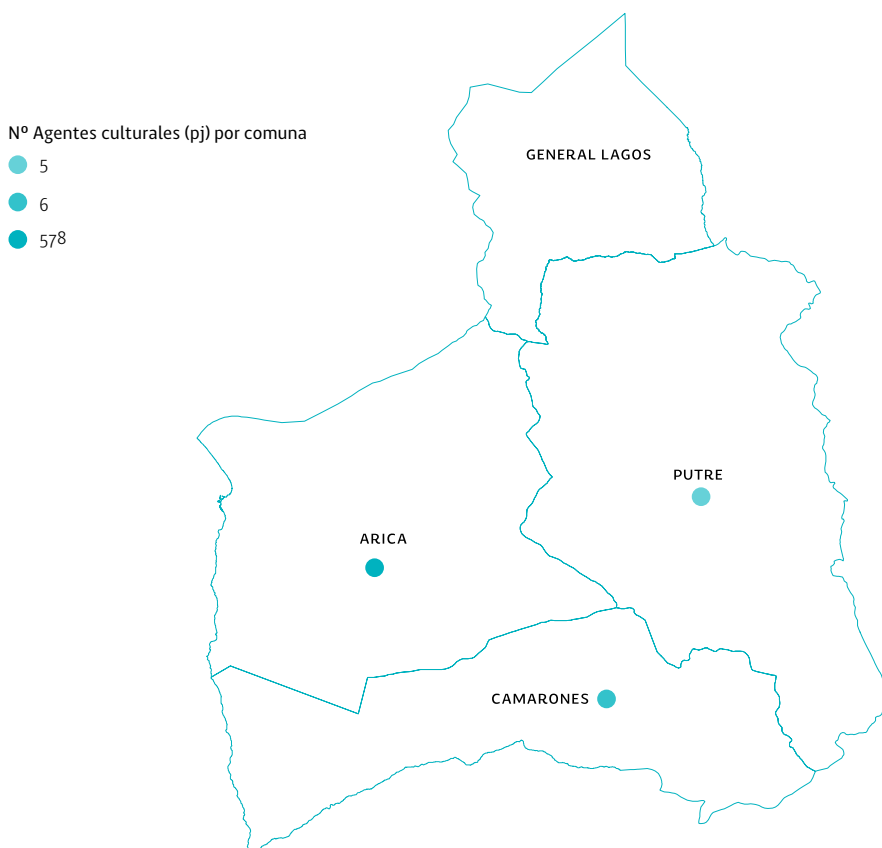 Nº Agentes culturales (pj) por comuna
5
6
578
GENERAL LAGOS
PUTRE
ARICA
CAMARONES